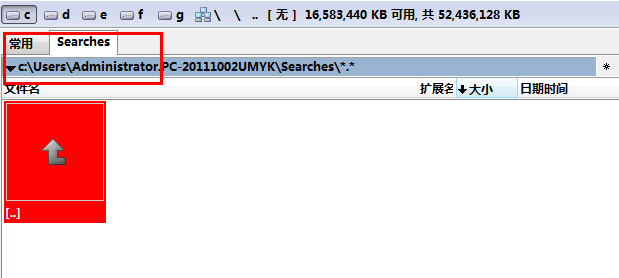 c d e f g \ \ .. [ 无 ] 16,583,440 KB 可用, 共 52,436,128 KB
常用 Searches
c:\Users\Administrator.PC-20111002UMYK\Searches\*.* *
文件名 扩展名 大小 日期时间
[..]